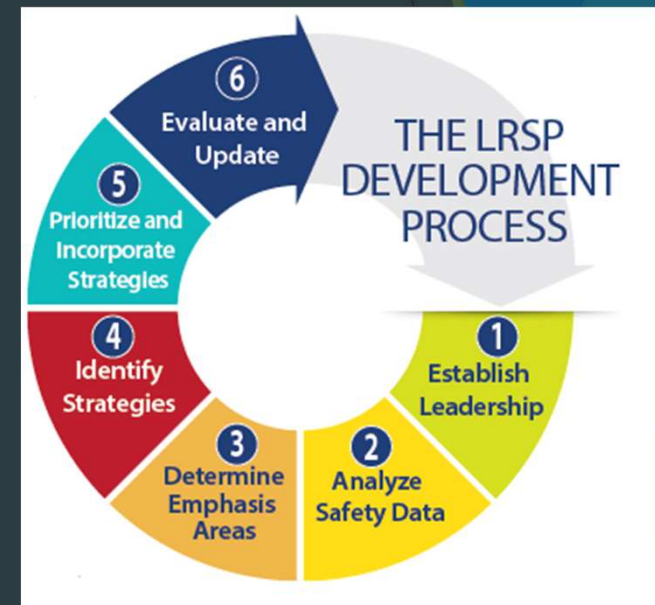 THE LRSP
DEVELOPMENT
PROCESS
1
Establish
Leadership
2
Analyze
Safety Data
3
Determine
Emphasis
Areas
4
Identify
Strategies
5
Prioritize and
Incorporate
Strategies
6
Evaluate and
Update